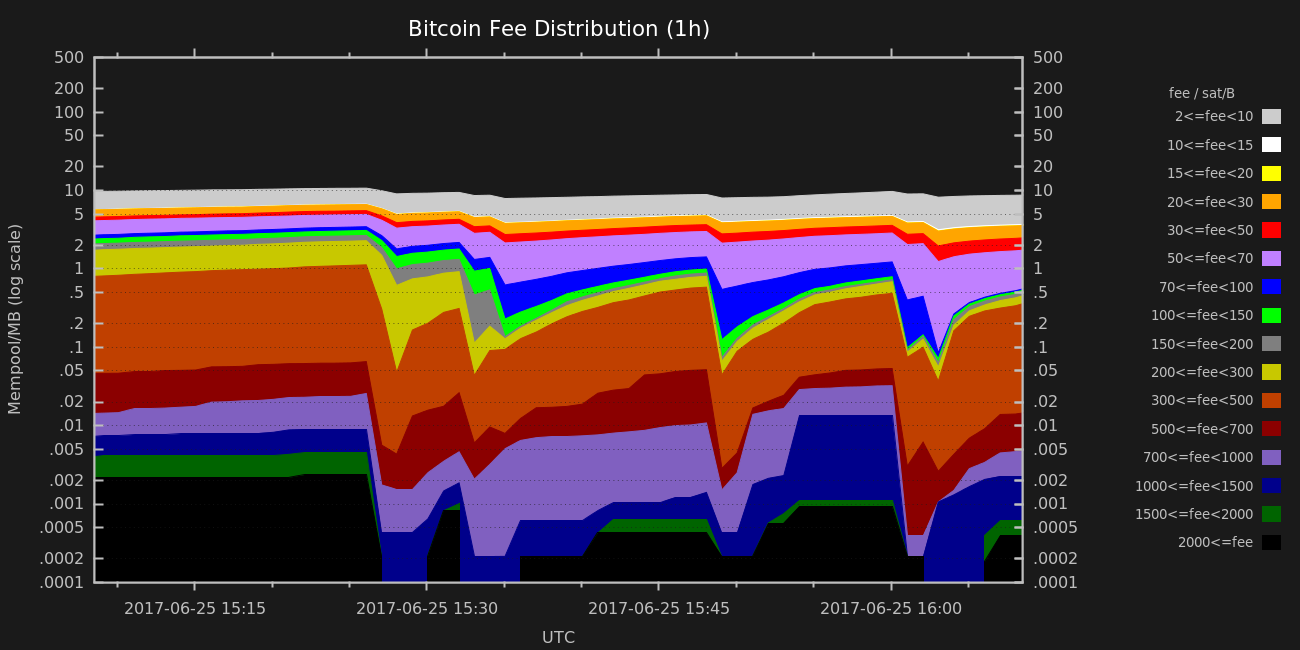 Bitcoin Fee Distribution (1h)
500 500
200 200
100 100
50 50
20 20
10 10
5 5
2 2
1 1
.5 .5
.2 .2
.1 .1
.05 .05
.02 .02
.01 .01
.005 .005
.002 .002
.001 .001
.0005 .0005
.0002 .0002
.0001 .0001
Mempool/MB (log scale)
2017-06-25 15:15 2017-06-25 15:30 2017-06-25 15:45 2017-06-25 16:00
UTC
fee / sat/B
2<=fee<10
10<=fee<15
15<=fee<20
20<=fee<30
30<=fee<50
50<=fee<70
70<=fee<100
100<=fee<150
150<=fee<200
200<=fee<300
300<=fee<500
500<=fee<700
700<=fee<1000
1000<=fee<1500
1500<=fee<2000
2000<=fee